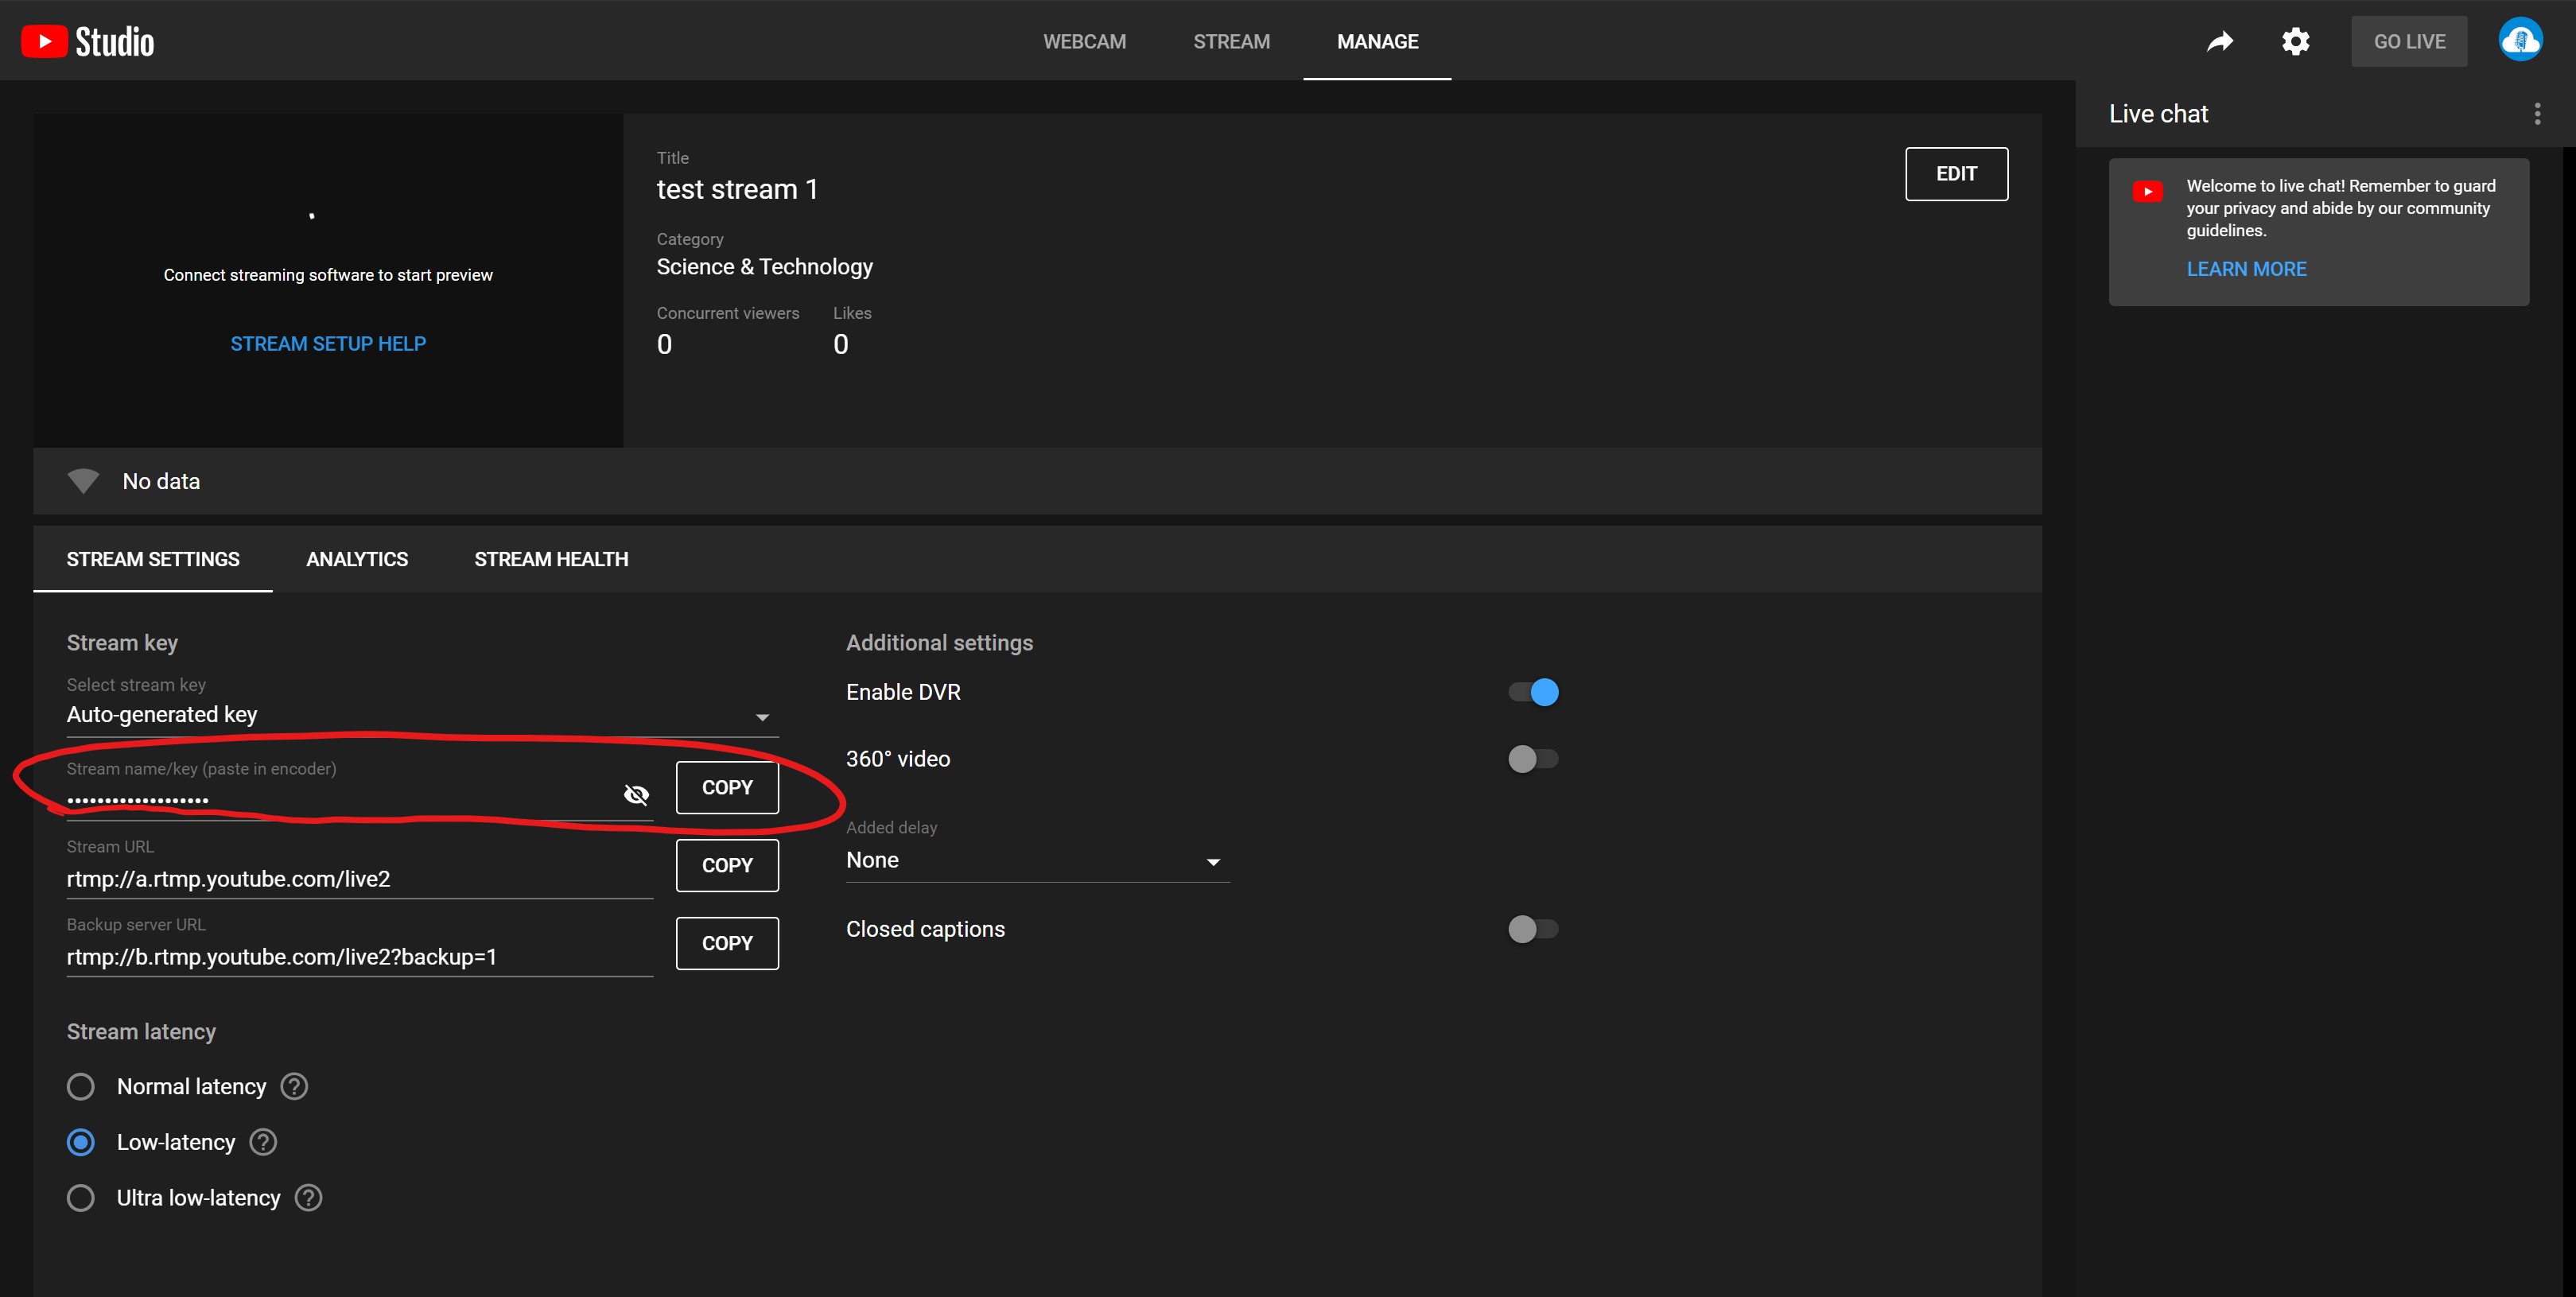 Studio
WEBCAM
STREAM
MANAGE
GO LIVE
Connect streaming software to start preview
STREAM SETUP HELP
Title
test stream 1
EDIT
Category
Science & Technology
Concurrent viewers
Likes
0
0
Live chat
Welcome to live chat! Remember to guard
your privacy and abide by our community
guidelines.
LEARN MORE
No data
STREAM SETTINGS
ANALYTICS
STREAM HEALTH
Stream key
Select stream key
Auto-generated key
Stream name/key (paste in encoder)
•••••••••••••••••••
COPY
Stream URL
rtmp://a.rtmp.youtube.com/live2
COPY
Backup server URL
rtmp://b.rtmp.youtube.com/live2?backup=1
COPY
Stream latency
Normal latency ?
Low-latency ?
Ultra low-latency ?
Additional settings
Enable DVR
360° video
Added delay
None
Closed captions